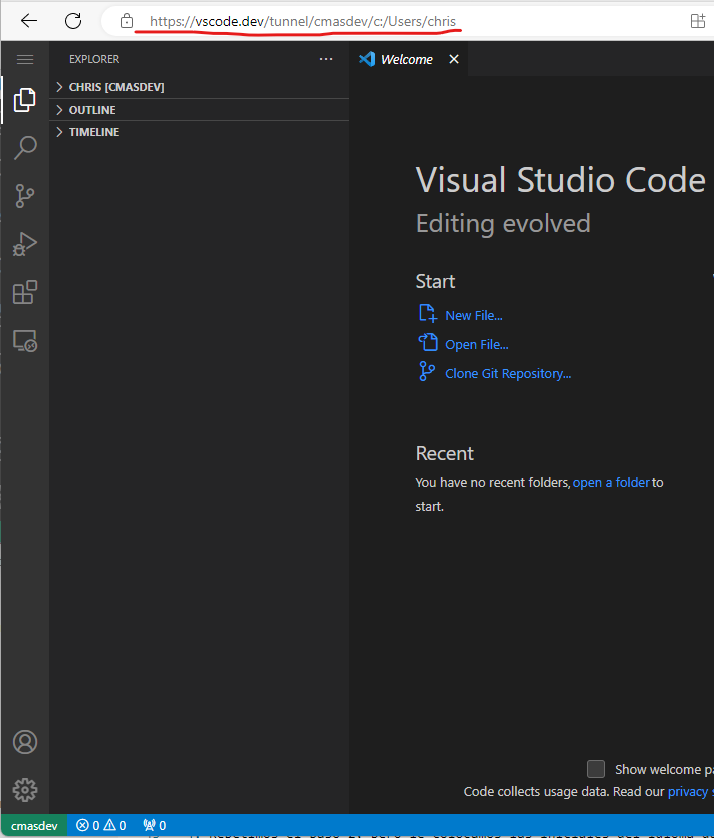 https://vscode.dev/tunnel/cmasdev/c:/Users/chris
EXPLORER
Welcome
CHRIS [CMASDEV]
OUTLINE
TIMELINE
Visual Studio Code
Editing evolved
Start
New File...
Open File...
Clone Git Repository...
Recent
You have no recent folders, open a folder to
start.
Show welcome pa
Code collects usage data. Read our privacy s
cmasdev
0 0 0